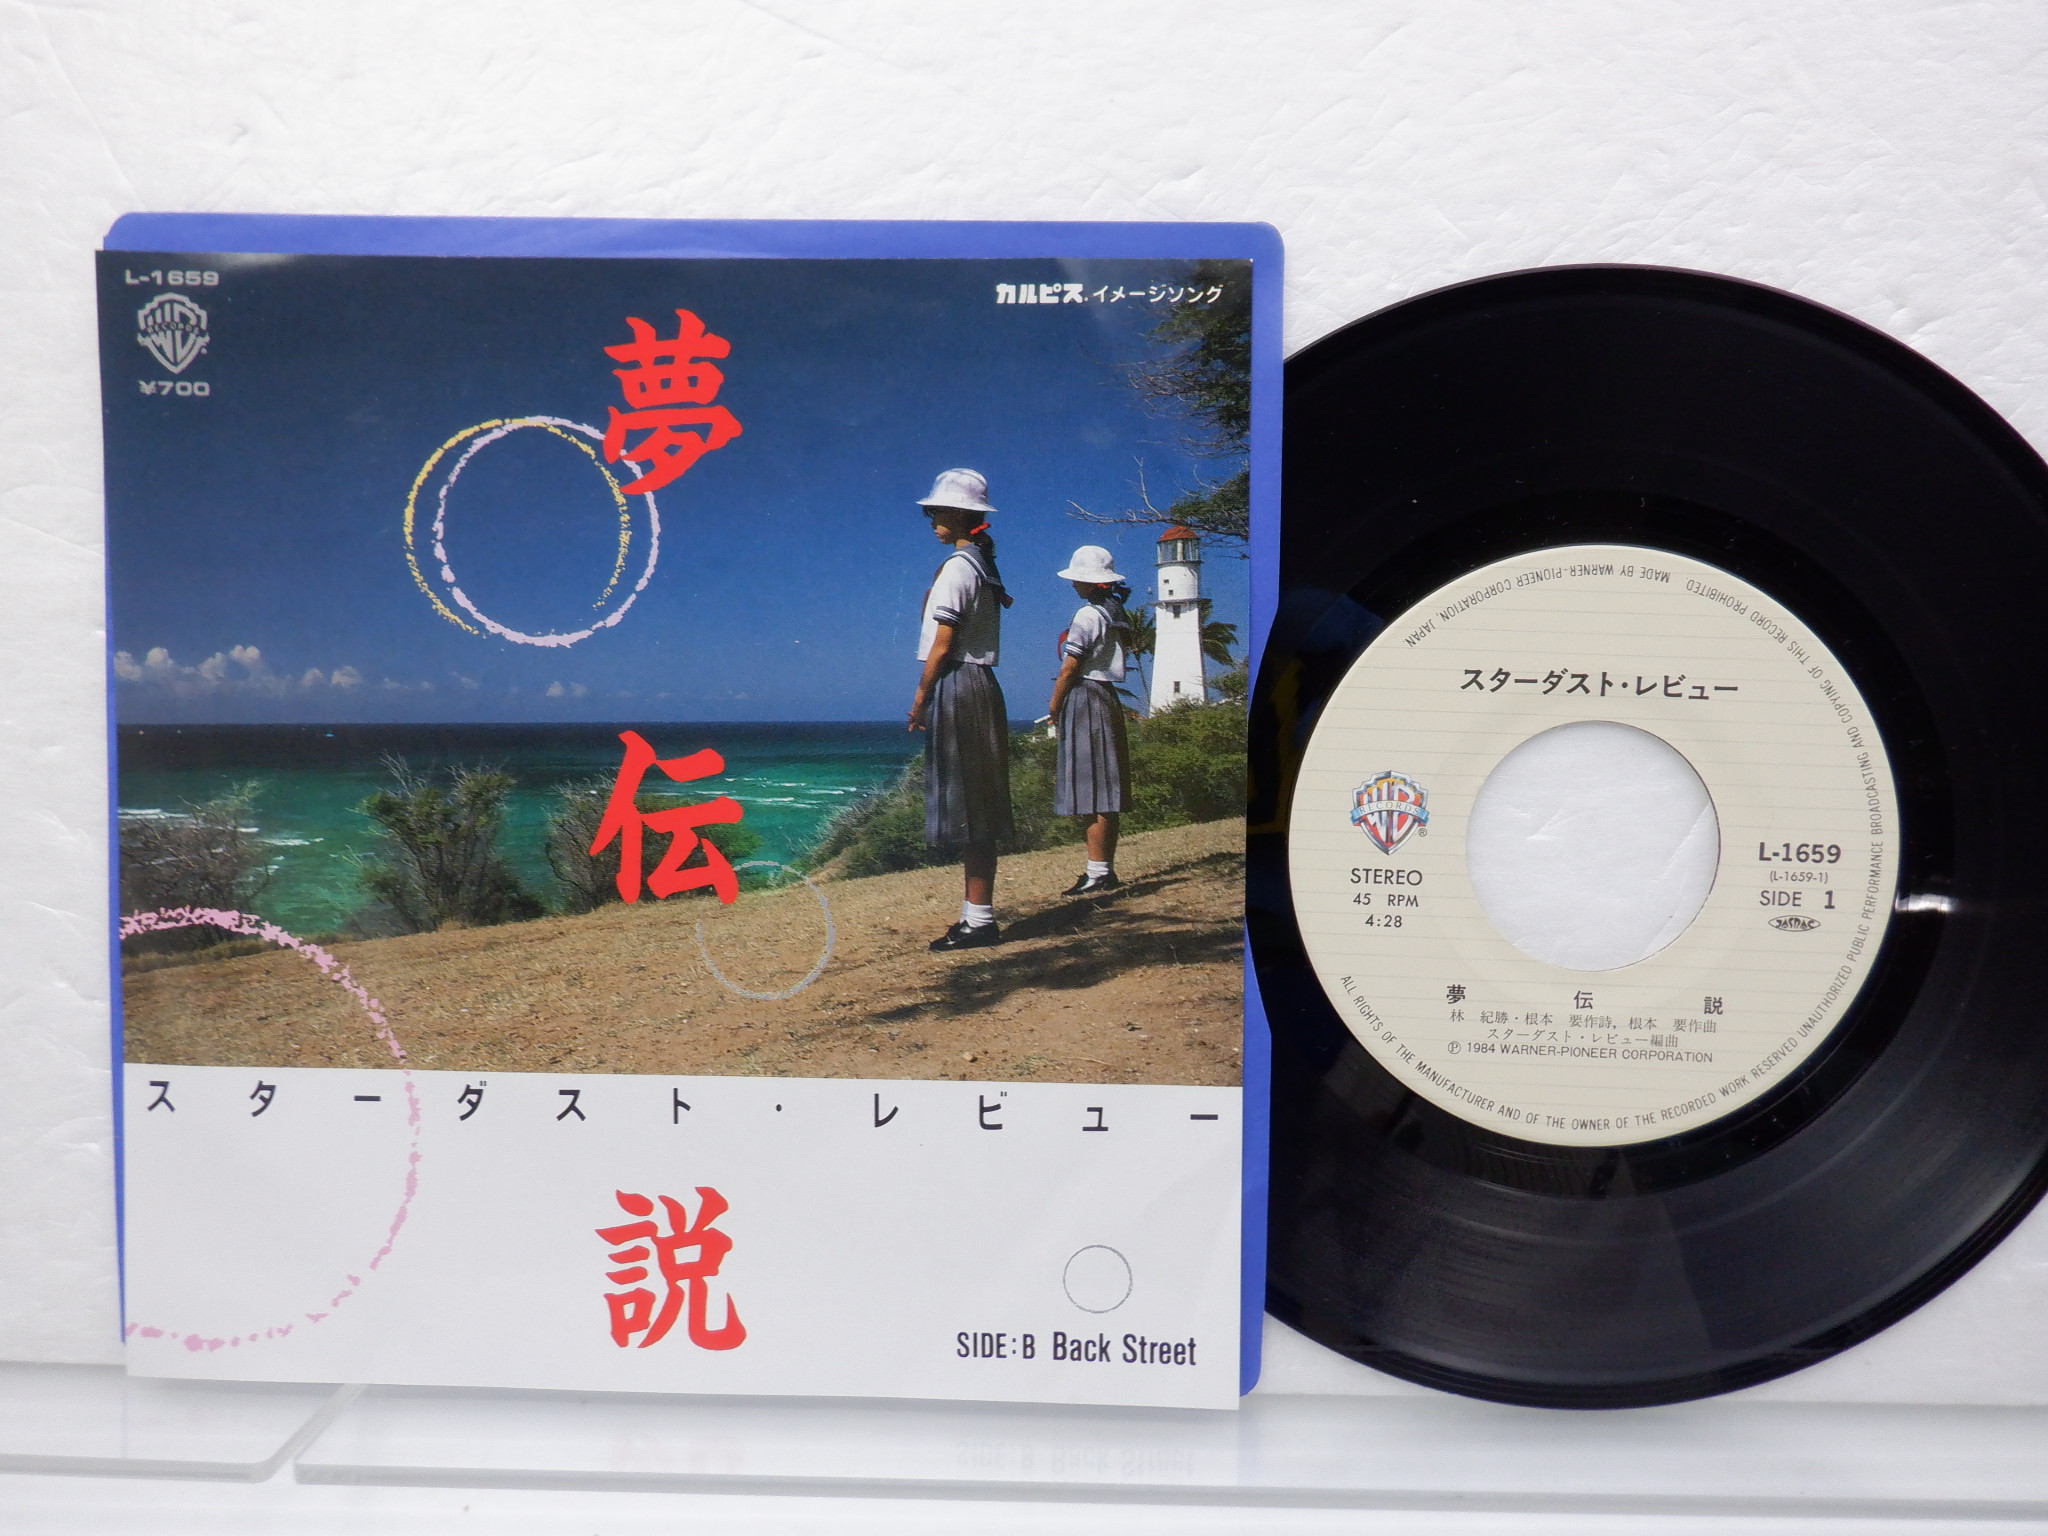 L-1659
RECORDS
¥700
カルピス®イメージソング
夢
伝
説
スターダスト・レビュー
SIDE:B Back Street
スターダスト・レビュー
RECORDS
®
STEREO
45 RPM
4:28
L-1659
(L-1659-1)
SIDE 1
JASRAC
夢 伝 説
林 紀勝・根本 要作詩, 根本 要作曲
スターダスト・レビュー編曲
Ⓟ 1984 WARNER-PIONEER CORPORATION
ALL RIGHTS OF THE MANUFACTURER AND OF THE OWNER OF THE RECORDED WORK RESERVED UNAUTHORIZED PUBLIC PERFORMANCE BROADCASTING AND COPYING OF THIS RECORD PROHIBITED MADE BY WARNER-PIONEER CORPORATION, JAPAN